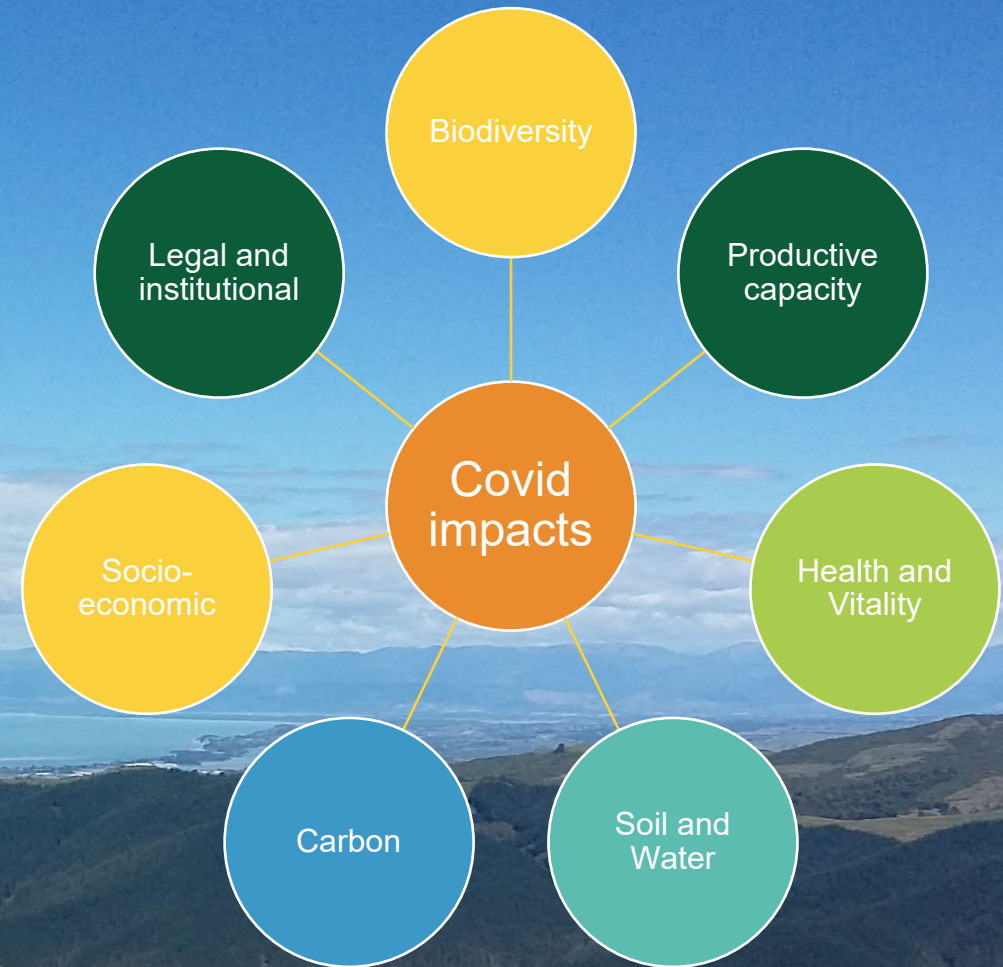 Biodiversity
Productive
capacity
Health and
Vitality
Soil and
Water
Carbon
Socio-
economic
Legal and
institutional
Covid
impacts